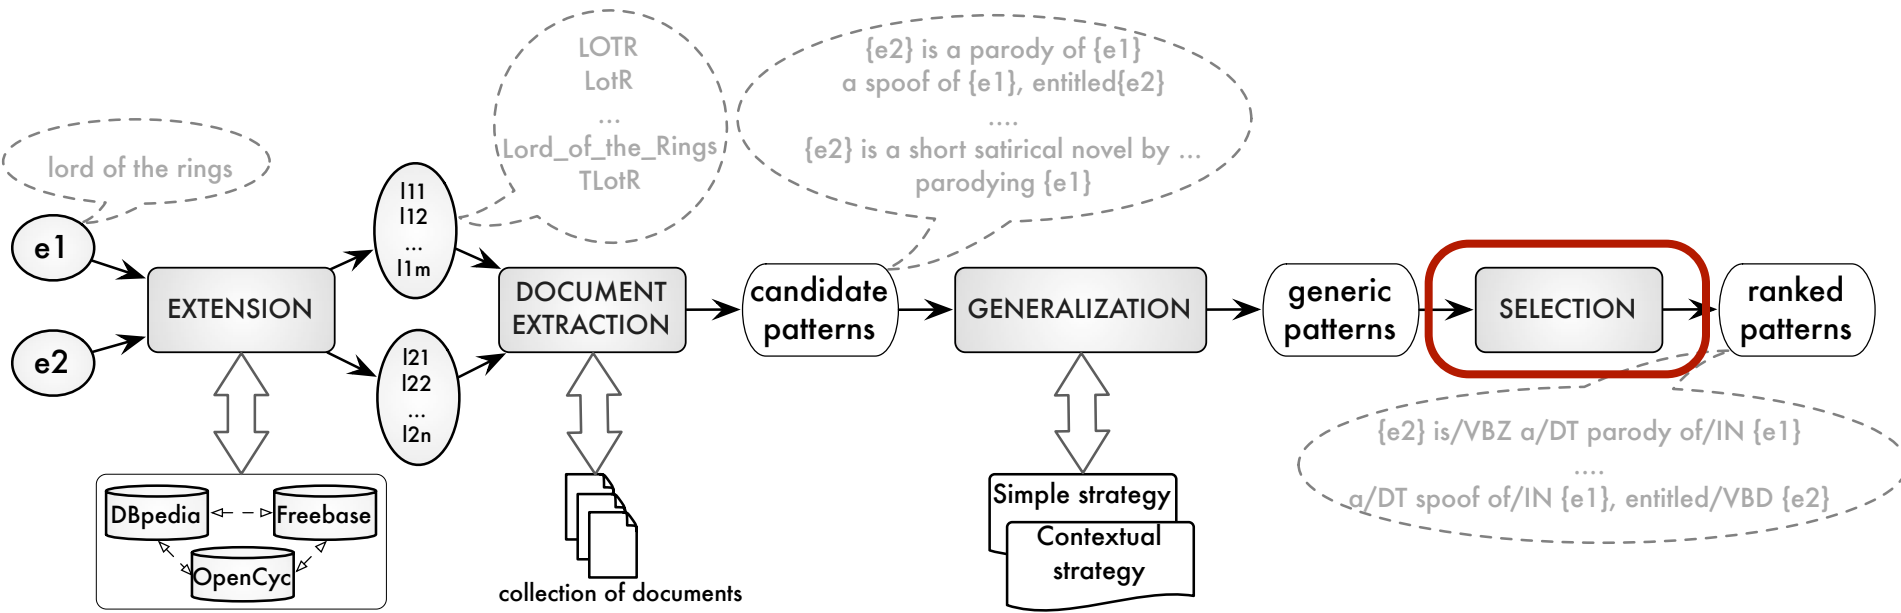 LOTR
LotR
...
Lord_of_the_Rings
TLotR
{e2} is a parody of {e1}
a spoof of {e1}, entitled{e2}
....
{e2} is a short satirical novel by ...
parodying {e1}
lord of the rings
e1
e2
EXTENSION
l11
l12
...
l1m
l21
l22
...
l2n
DOCUMENT
EXTRACTION
candidate
patterns
GENERALIZATION
generic
patterns
SELECTION
ranked
patterns
{e2} is/VBZ a/DT parody of/IN {e1}
....
a/DT spoof of/IN {e1}, entitled/VBD {e2}
DBpedia
Freebase
OpenCyc
collection of documents
Simple strategy
Contextual
strategy